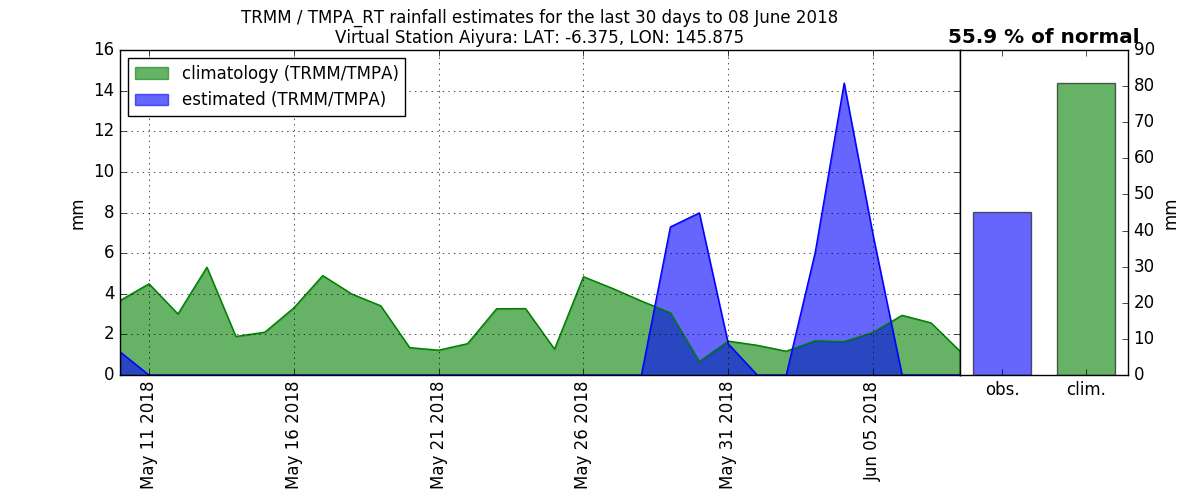 TRMM / TMPA_RT rainfall estimates for the last 30 days to 08 June 2018
Virtual Station Aiyura: LAT: -6.375, LON: 145.875
55.9 % of normal
climatology (TRMM/TMPA)
estimated (TRMM/TMPA)
mm
16
14
12
10
8
6
4
2
0
May 11 2018
May 16 2018
May 21 2018
May 26 2018
May 31 2018
Jun 05 2018
obs.
clim.
90
80
70
60
50
40
30
20
10
0
mm